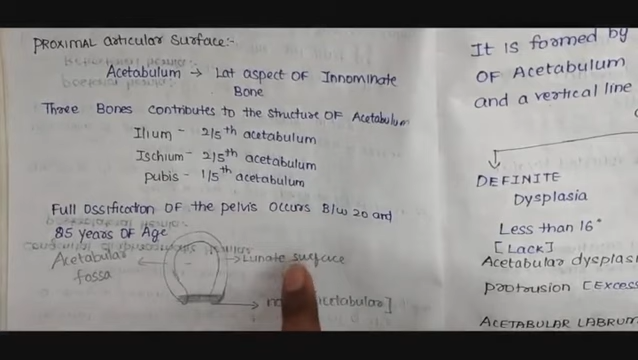 PROXIMAL articular surface:-
Acetabulum → Lat aspect OF Innominate
Bone
Three Bones contributes to the structure OF Acetabulum
Ilium - 2/5th acetabulum
Ischium - 2/5th acetabulum
Pubis - 1/5th acetabulum
Full Ossification OF the pelvis occurs B/w 20 and
25 years OF Age
Acetabular
fossa
Lunate surface
acetabular]
It is formed by
OF Acetabulum
and a vertical line
DEFINITE
Dysplasia
Less than 16°
[Lack]
Acetabular dysplasi
Protrusion [Excess
ACETABULAR LABRUM